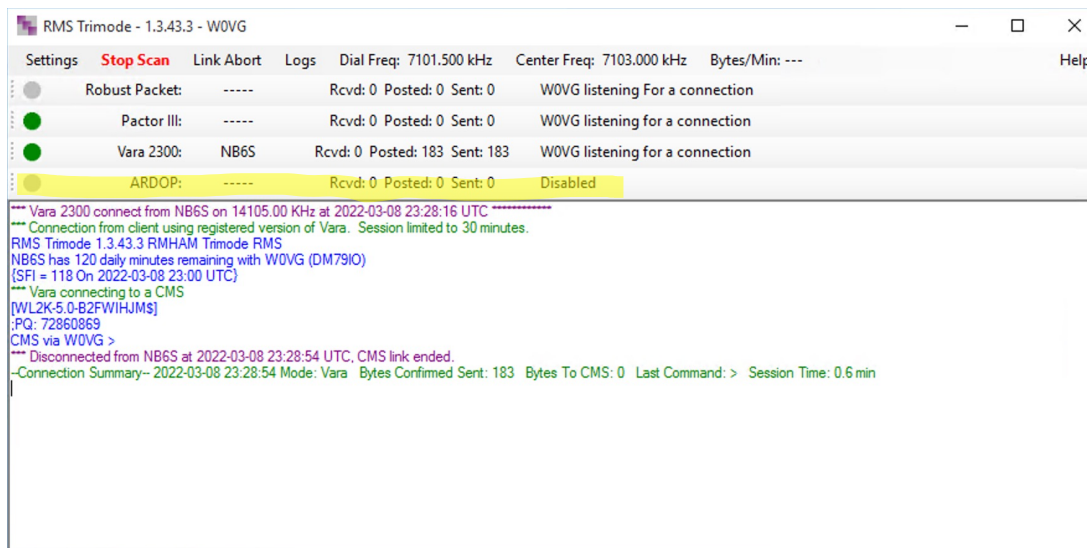 RMS Trimode - 1.3.43.3 - W0VG
Settings Stop Scan Link Abort Logs Dial Freq: 7101.500 kHz Center Freq: 7103.000 kHz Bytes/Min: --- Help
Robust Packet: ----- Rcvd: 0 Posted: 0 Sent: 0 W0VG listening For a connection
Pactor III: ----- Rcvd: 0 Posted: 0 Sent: 0 W0VG listening for a connection
Vara 2300: NB6S Rcvd: 0 Posted: 183 Sent: 183 W0VG listening for a connection
ARDOP: ----- Rcvd: 0 Posted: 0 Sent: 0 Disabled
*** Vara 2300 connect from NB6S on 14105.00 KHz at 2022-03-08 23:28:16 UTC ************
*** Connection from client using registered version of Vara. Session limited to 30 minutes.
RMS Trimode 1.3.43.3 RMHAM Trimode RMS
NB6S has 120 daily minutes remaining with W0VG (DM79IO)
{SFI = 118 On 2022-03-08 23:00 UTC}
*** Vara connecting to a CMS
[WL2K-5.0-B2FWIHJM$]
;PQ: 72860869
CMS via W0VG >
*** Disconnected from NB6S at 2022-03-08 23:28:54 UTC, CMS link ended.
--Connection Summary-- 2022-03-08 23:28:54 Mode: Vara Bytes Confirmed Sent: 183 Bytes To CMS: 0 Last Command: > Session Time: 0.6 min